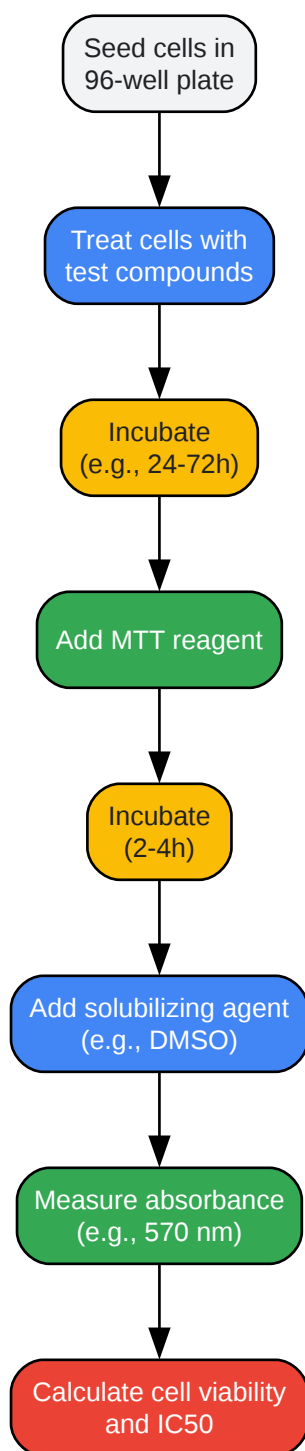 Seed cells in
96-well plate
Treat cells with
test compounds
Incubate
(e.g., 24-72h)
Add MTT reagent
Incubate
(2-4h)
Add solubilizing agent
(e.g., DMSO)
Measure absorbance
(e.g., 570 nm)
Calculate cell viability
and IC50